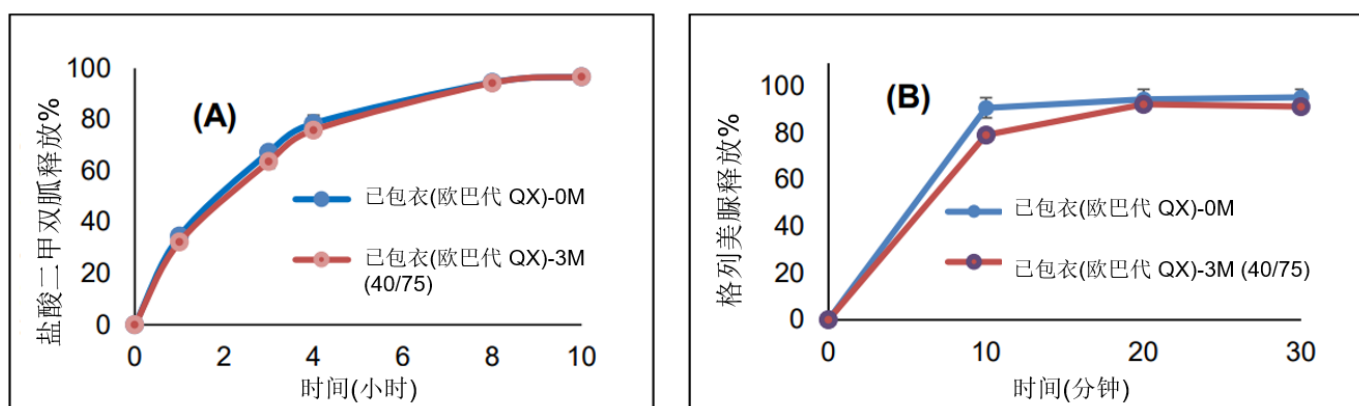 盐酸二甲双胍释放%
100
80
60
40
20
0
(A)
已包衣(欧巴代 QX)-0M
已包衣(欧巴代 QX)-3M
(40/75)
0 2 4 6 8 10
时间(小时)
格列美脲释放%
100
80
60
40
20
0
(B)
已包衣(欧巴代 QX)-0M
已包衣(欧巴代 QX)-3M (40/75)
0 10 20 30
时间(分钟)